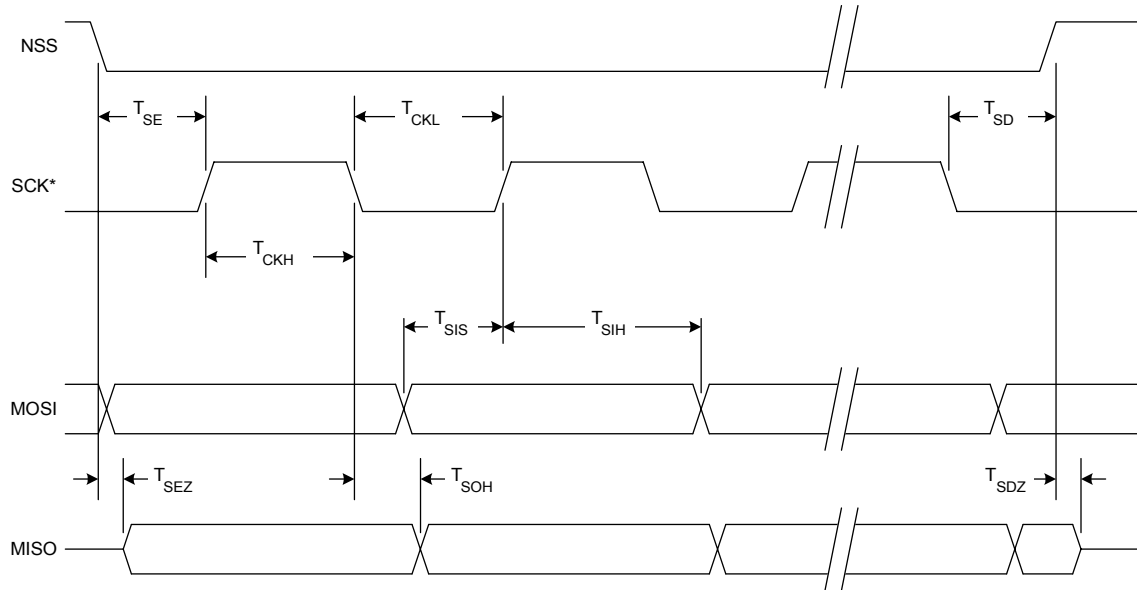 NSS
T_SE
T_CKL
T_SD
SCK*
T_CKH
T_SIS
T_SIH
MOSI
T_SEZ
T_SOH
T_SDZ
MISO